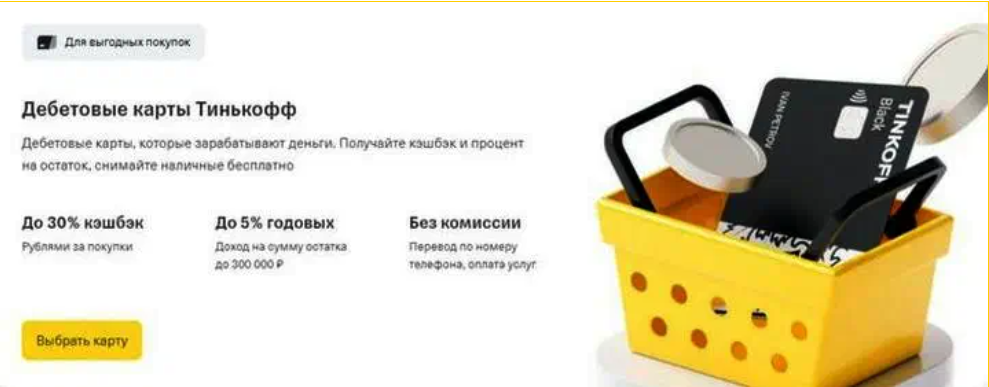 Для выгодных покупок
Дебетовые карты Тинькофф
Дебетовые карты, которые зарабатывают деньги. Получайте кэшбэк и процент
на остаток, снимайте наличные бесплатно
До 30% кэшбэк
Рублями за покупки
До 5% годовых
Доход на сумму остатка
до 300 000 ₽
Без комиссии
Перевод по номеру
телефона, оплата услуг
Выбрать карту
TINKOFF
Black
IVAN PETROV